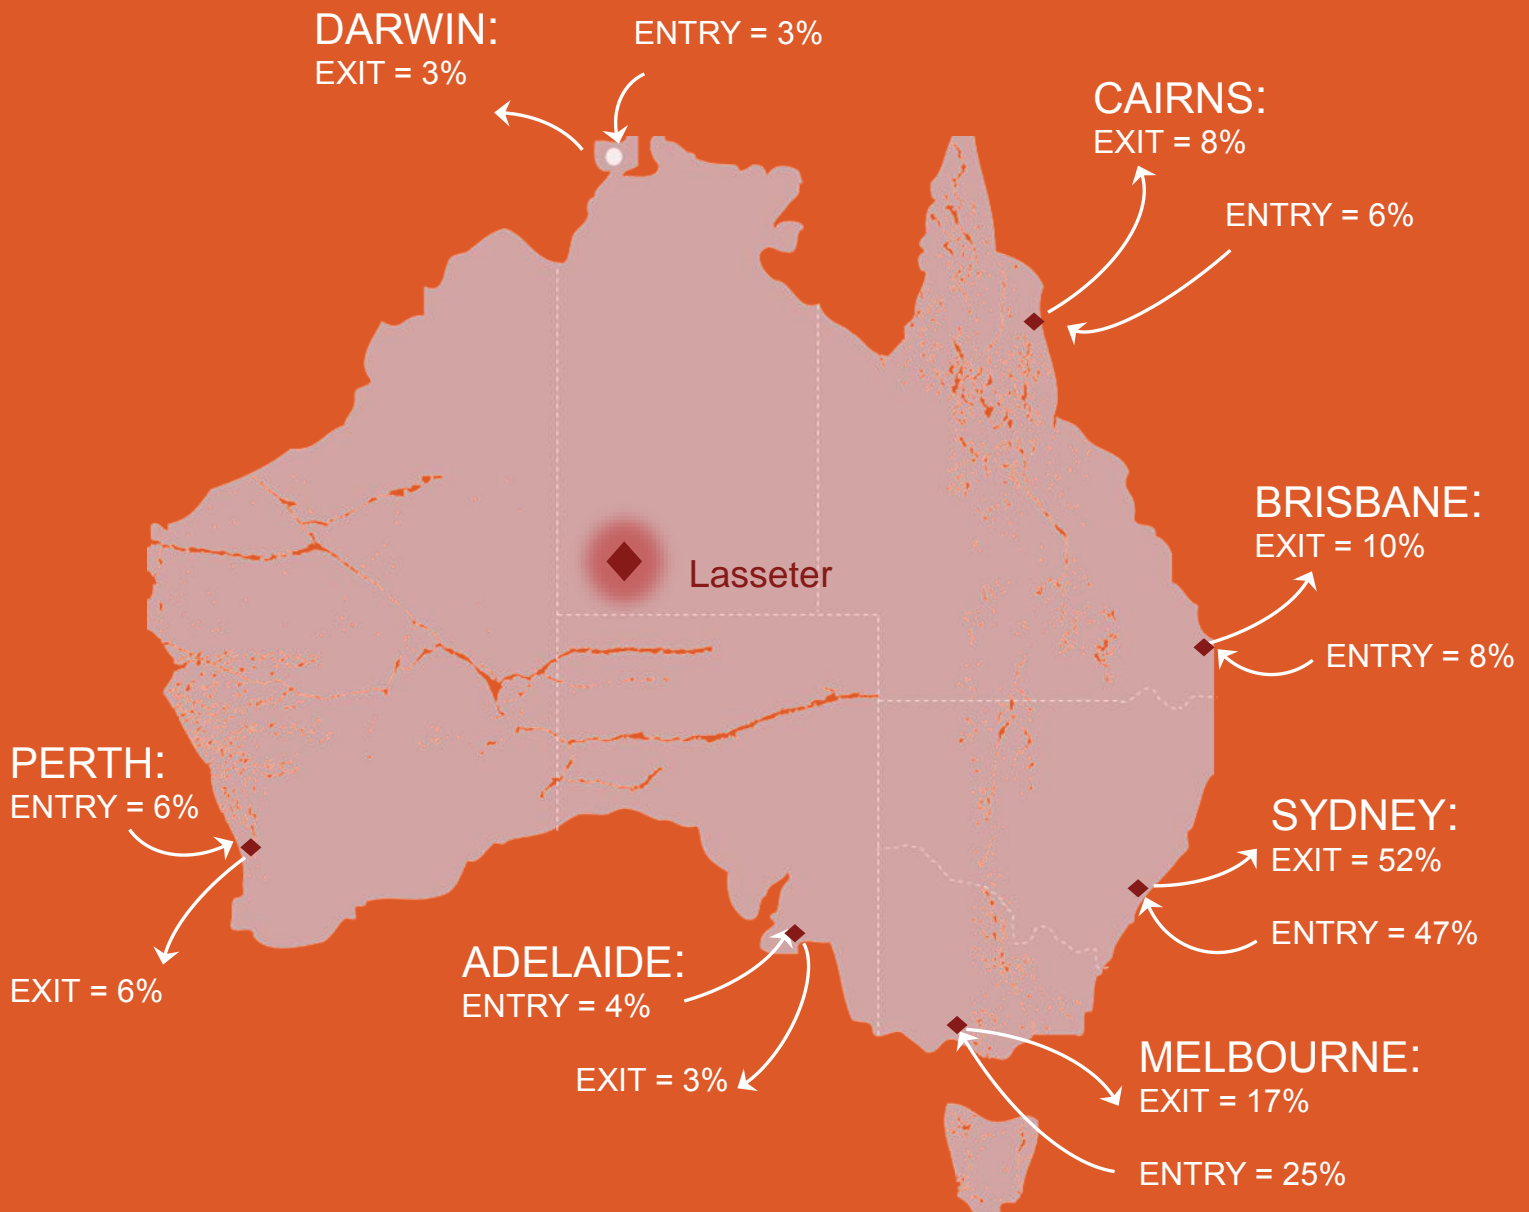 DARWIN:
EXIT = 3%
ENTRY = 3%
CAIRNS:
EXIT = 8%
ENTRY = 6%
BRISBANE:
EXIT = 10%
ENTRY = 8%
Lasseter
PERTH:
ENTRY = 6%
EXIT = 6%
SYDNEY:
EXIT = 52%
ENTRY = 47%
ADELAIDE:
ENTRY = 4%
EXIT = 3%
MELBOURNE:
EXIT = 17%
ENTRY = 25%